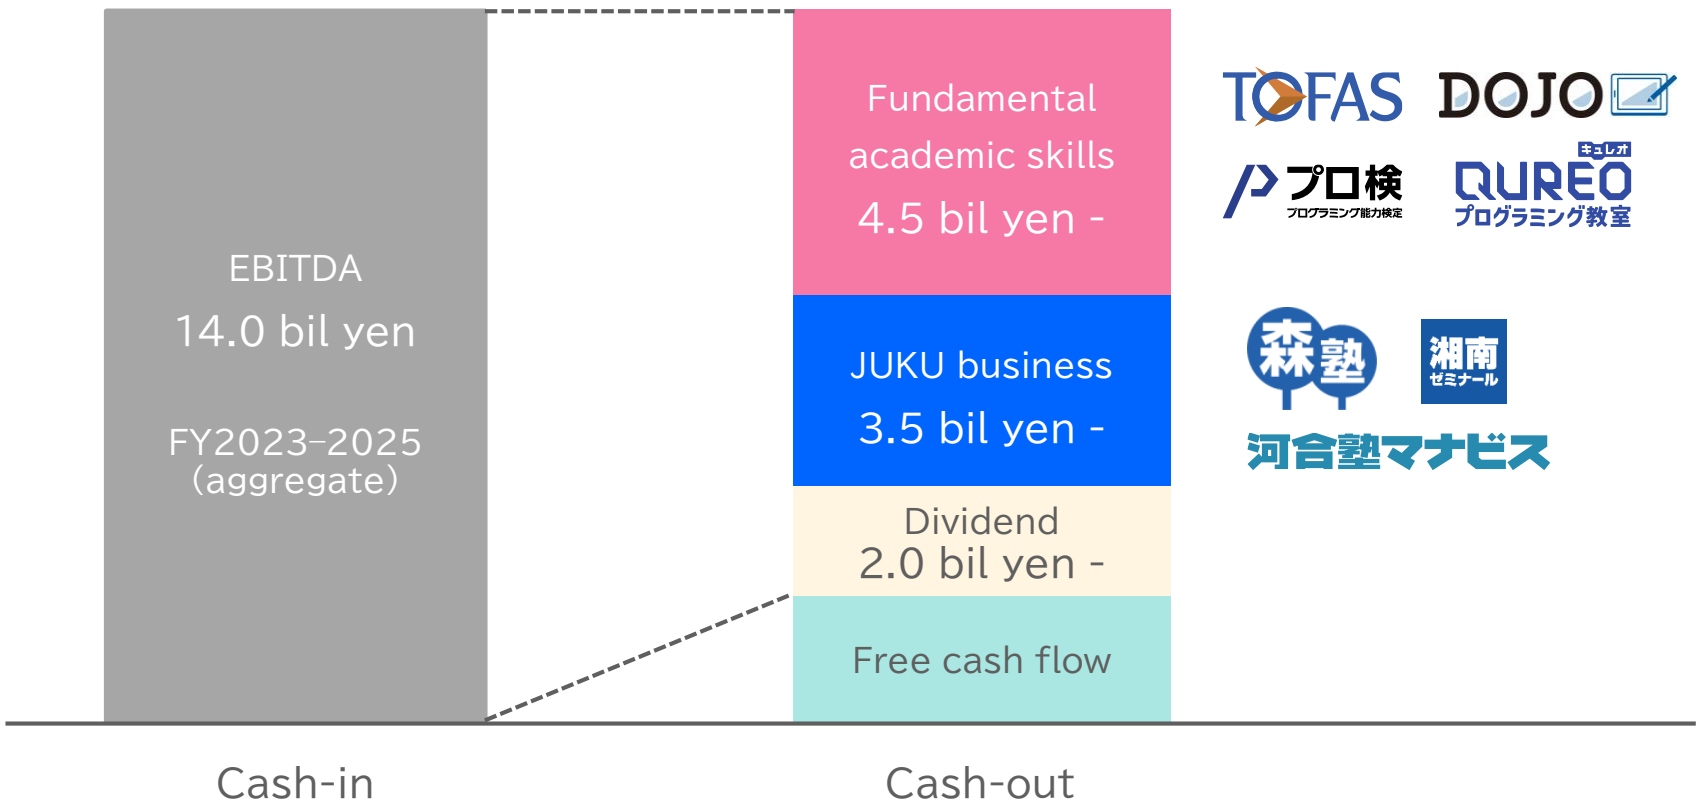 EBITDA
14.0 bil yen
FY2023–2025
(aggregate)
Fundamental
academic skills
4.5 bil yen -
JUKU business
3.5 bil yen -
Dividend
2.0 bil yen -
Free cash flow
TOFAS
DOJO
プロ検
プログラミング能力検定
キュレオ
QUREO
プログラミング教室
森塾
湘南
ゼミナール
河合塾マナビス
Cash-in
Cash-out